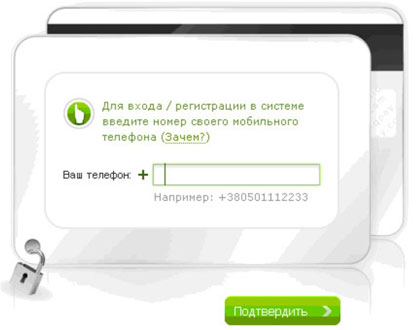 Для входа / регистрации в системе
введите номер своего мобильного
телефона (Зачем?)
Ваш телефон: +
Например: +380501112233
Подтвердить